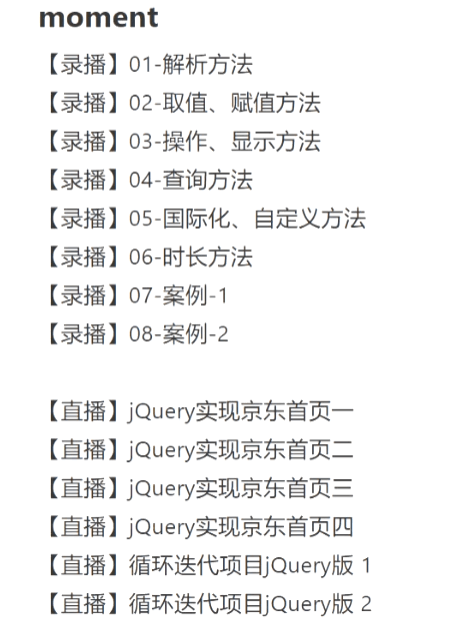 moment
【录播】01-解析方法
【录播】02-取值、赋值方法
【录播】03-操作、显示方法
【录播】04-查询方法
【录播】05-国际化、自定义方法
【录播】06-时长方法
【录播】07-案例-1
【录播】08-案例-2
【直播】jQuery实现京东首页一
【直播】jQuery实现京东首页二
【直播】jQuery实现京东首页三
【直播】jQuery实现京东首页四
【直播】循环迭代项目jQuery版 1
【直播】循环迭代项目jQuery版 2